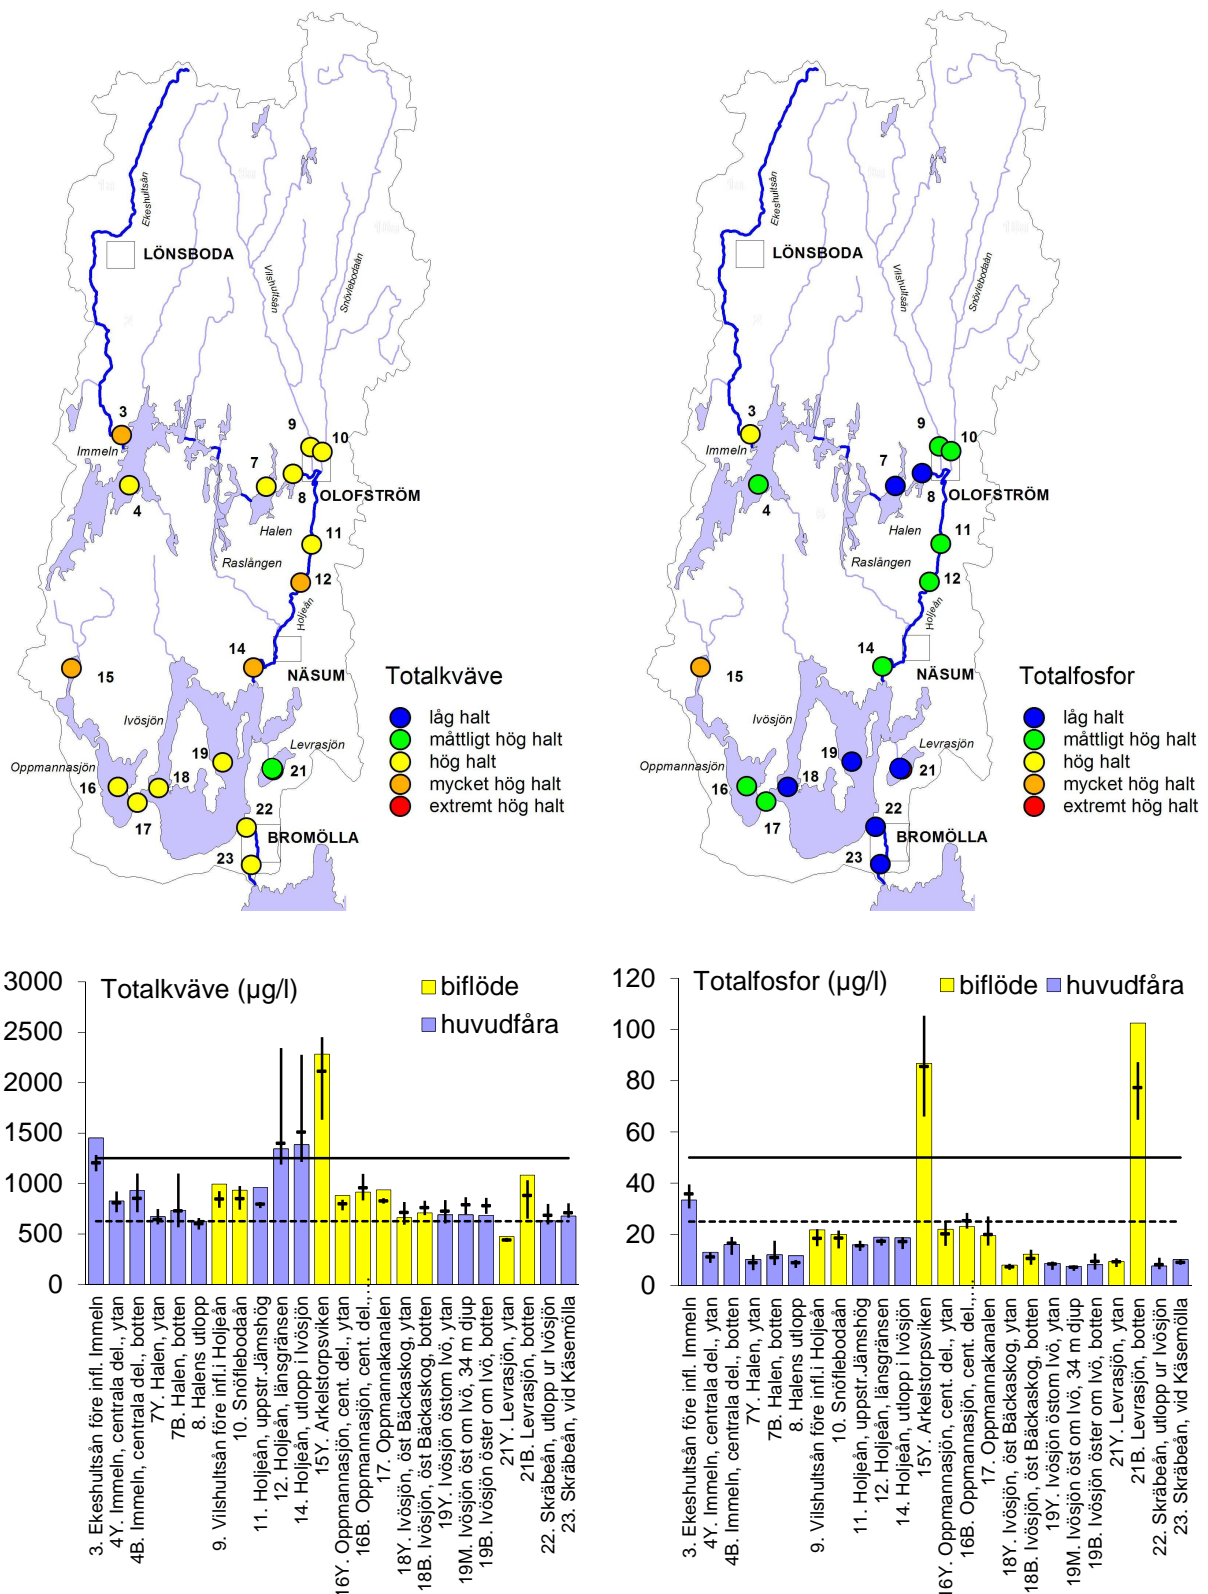 Ekeshultsån
LÖNSBODA
Vilshultsån
Snövlebodaån
3
Immeln
4
9
10
7
8
OLOFSTRÖM
Halen
11
Raslången
12
Holjeån
14
NÄSUM
15
Ivösjön
19
Levrasjön
Oppmannasjön
16
18
21
17
22
BROMÖLLA
23
Totalkväve
låg halt
måttligt hög halt
hög halt
mycket hög halt
extremt hög halt
Ekeshultsån
LÖNSBODA
Vilshultsån
Snövlebodaån
3
Immeln
4
9
10
7
8
OLOFSTRÖM
Halen
11
Raslången
12
Holjeån
14
NÄSUM
15
Ivösjön
19
Levrasjön
Oppmannasjön
16
18
21
17
22
BROMÖLLA
23
Totalfosfor
låg halt
måttligt hög halt
hög halt
mycket hög halt
extremt hög halt
Totalkväve (µg/l)
biflöde
huvudfåra
3000
2500
2000
1500
1000
500
0
3. Ekeshultsån före infl. Immeln
4Y. Immeln, centrala del., ytan
4B. Immeln, centrala del., botten
7Y. Halen, ytan
7B. Halen, botten
8. Halens utlopp
9. Vilshultsån före infl.i Holjeån
10. Snöflebodaån
11. Holjeån, uppstr.Jämshög
12. Holjeån, länsgränsen
14. Holjeån, utlopp i Ivösjön
15Y. Arkelstorpsviken
16Y. Oppmannasjön, cent. del., ytan
16B. Oppmannasjön, cent. del.,…
17. Oppmanakanalen
18Y. Ivösjön, öst Bäckaskog, ytan
18B. Ivösjön, öst Bäckaskog, botten
19Y. Ivösjön östom Ivö, ytan
19M. Ivösjön öst om Ivö, 34 m djup
19B. Ivösjön öster om Ivö, botten
21Y. Levrasjön, ytan
21B. Levrasjön, botten
22. Skräbeån, utlopp ur Ivösjön
23. Skräbeån, vid Käsemölla
Totalfosfor (µg/l)
biflöde
huvudfåra
120
100
80
60
40
20
0
3. Ekeshultsån före infl. Immeln
4Y. Immeln, centrala del., ytan
4B. Immeln, centrala del., botten
7Y. Halen, ytan
7B. Halen, botten
8. Halens utlopp
9. Vilshultsån före infl.i Holjeån
10. Snöflebodaån
11. Holjeån, uppstr.Jämshög
12. Holjeån, länsgränsen
14. Holjeån, utlopp i Ivösjön
15Y. Arkelstorpsviken
16Y. Oppmannasjön, cent. del., ytan
16B. Oppmannasjön, cent. del.,…
17. Oppmanakanalen
18Y. Ivösjön, öst Bäckaskog, ytan
18B. Ivösjön, öst Bäckaskog, botten
19Y. Ivösjön östom Ivö, ytan
19M. Ivösjön öst om Ivö, 34 m djup
19B. Ivösjön öster om Ivö, botten
21Y. Levrasjön, ytan
21B. Levrasjön, botten
22. Skräbeån, utlopp ur Ivösjön
23. Skräbeån, vid Käsemölla